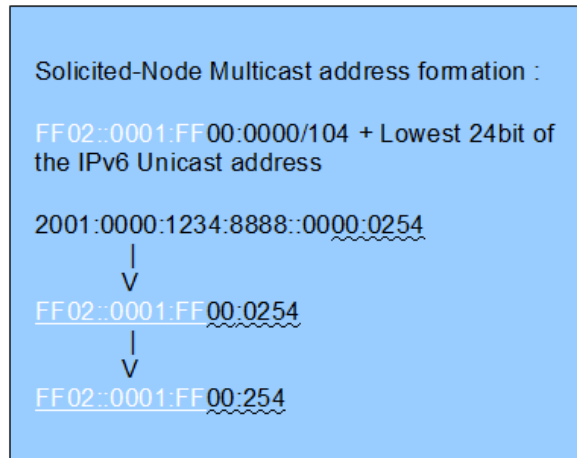 Solicited-Node Multicast address formation :
FF02::0001:FF00:0000/104 + Lowest 24bit of
the IPv6 Unicast address
2001:0000:1234:8888::0000:0254
|
V
FF02::0001:FF00:0254
|
V
FF02::0001:FF00:254